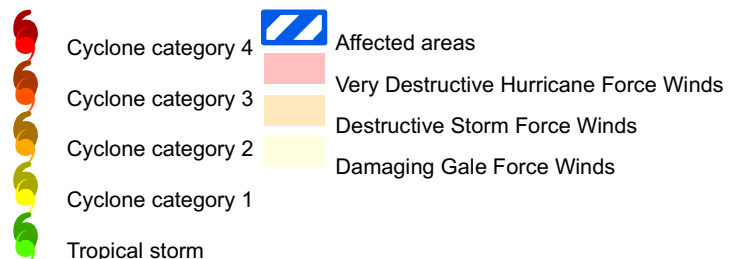 Cyclone category 4
Cyclone category 3
Cyclone category 2
Cyclone category 1
Tropical storm
Affected areas
Very Destructive Hurricane Force Winds
Destructive Storm Force Winds
Damaging Gale Force Winds